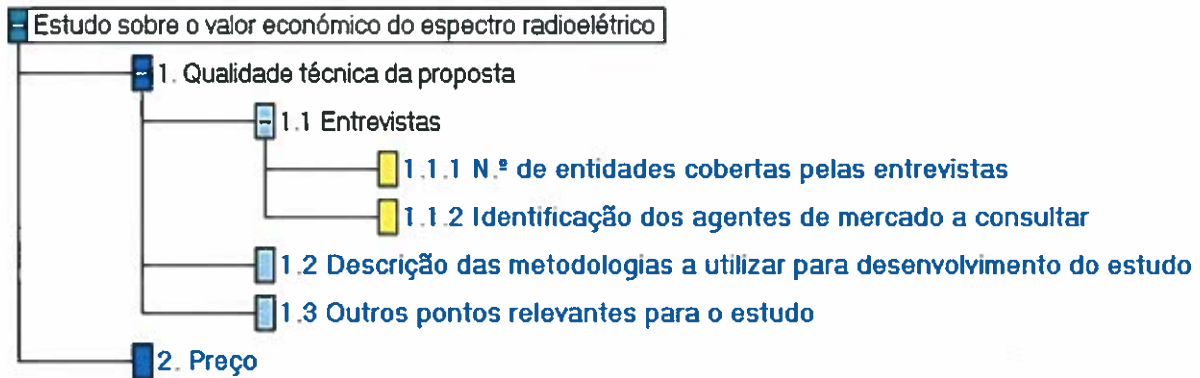 Estudo sobre o valor económico do espectro radioelétrico
1. Qualidade técnica da proposta
1.1 Entrevistas
1.1.1 N.º de entidades cobertas pelas entrevistas
1.1.2 Identificação dos agentes de mercado a consultar
1.2 Descrição das metodologias a utilizar para desenvolvimento do estudo
1.3 Outros pontos relevantes para o estudo
2. Preço